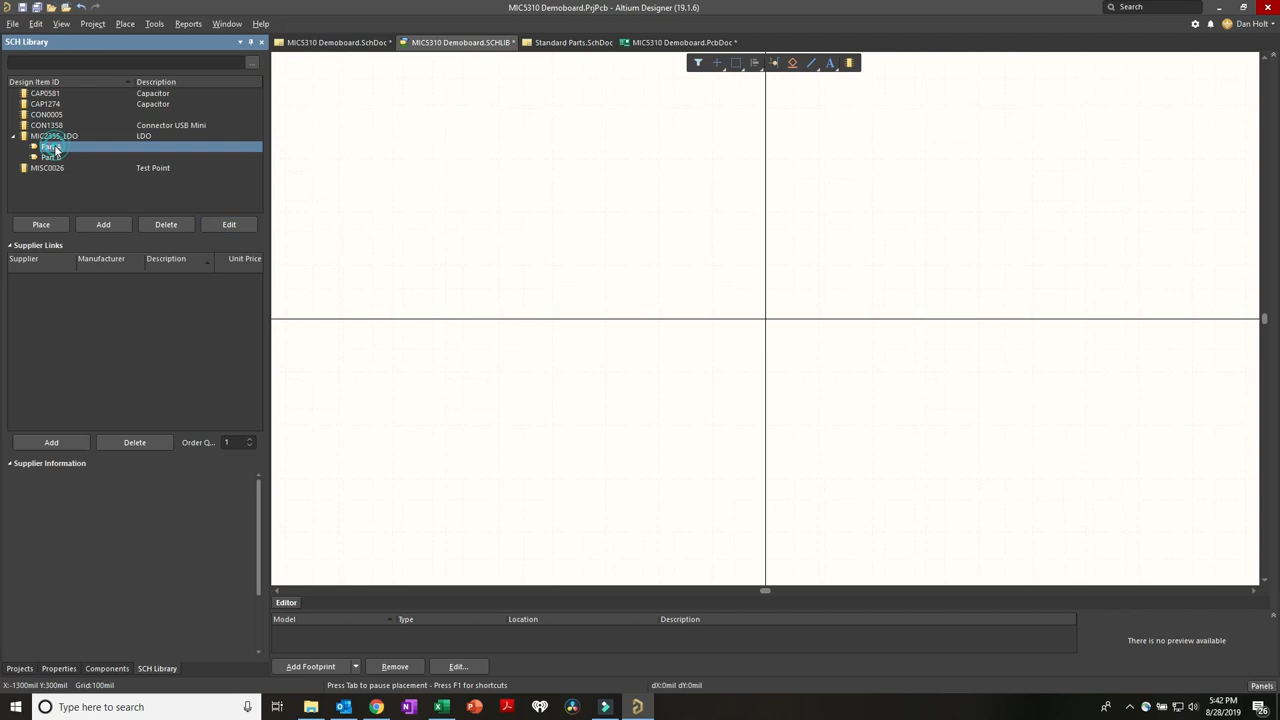 MIC5310 Demoboard.PrjPcb - Altium Designer (19.1.6)
Search
File Edit View Project Place Tools Reports Window Help
Dan Holt
SCH Library
MIC5310 Demoboard.SchDoc *
MIC5310 Demoboard.SCHLIB *
Standard Parts.SchDoc
MIC5310 Demoboard.PcbDoc *
...
Design Item ID Description
CAP0581 Capacitor
CAP1274 Capacitor
CON0005
CON1358 Connector USB Mini
LDO LDO
Part
Part B
MISC0026 Test Point
Place Add Delete Edit
Supplier Links
Supplier Manufacturer Description Unit Price
Add Delete Order Q... 1
Supplier Information
Editor
Model Type Location Description
There is no preview available
Add Footprint Remove Edit...
Projects Properties Components SCH Library
X:-1300mil Y:300mil Grid:100mil
Press Tab to pause placement - Press F1 for shortcuts
dX:0mil dY:0mil
Panels
Type here to search
5:42 PM
8/28/2019
26